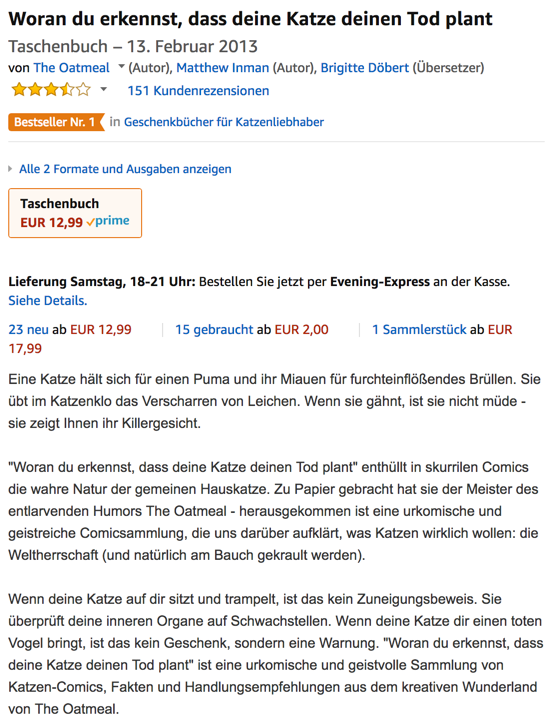 Woran du erkennst, dass deine Katze deinen Tod plant
Taschenbuch – 13. Februar 2013
von The Oatmeal (Autor), Matthew Inman (Autor), Brigitte Döbert (Übersetzer)
151 Kundenrezensionen
Bestseller Nr. 1 in Geschenkbücher für Katzenliebhaber
Alle 2 Formate und Ausgaben anzeigen
Taschenbuch
EUR 12,99 prime
Lieferung Samstag, 18-21 Uhr: Bestellen Sie jetzt per Evening-Express an der Kasse.
Siehe Details.
23 neu ab EUR 12,99 15 gebraucht ab EUR 2,00 1 Sammlerstück ab EUR
17,99
Eine Katze hält sich für einen Puma und ihr Miauen für furchteinflößendes Brüllen. Sie
übt im Katzenklo das Verscharren von Leichen. Wenn sie gähnt, ist sie nicht müde -
sie zeigt Ihnen ihr Killergesicht.
"Woran du erkennst, dass deine Katze deinen Tod plant" enthüllt in skurrilen Comics
die wahre Natur der gemeinen Hauskatze. Zu Papier gebracht hat sie der Meister des
entlarvenden Humors The Oatmeal - herausgekommen ist eine urkomische und
geistreiche Comicsammlung, die uns darüber aufklärt, was Katzen wirklich wollen: die
Weltherrschaft (und natürlich am Bauch gekrault werden).
Wenn deine Katze auf dir sitzt und trampelt, ist das kein Zuneigungsbeweis. Sie
überprüft deine inneren Organe auf Schwachstellen. Wenn deine Katze dir einen toten
Vogel bringt, ist das kein Geschenk, sondern eine Warnung. "Woran du erkennst, dass
deine Katze deinen Tod plant" ist eine urkomische und geistvolle Sammlung von
Katzen-Comics, Fakten und Handlungsempfehlungen aus dem kreativen Wunderland
von The Oatmeal.